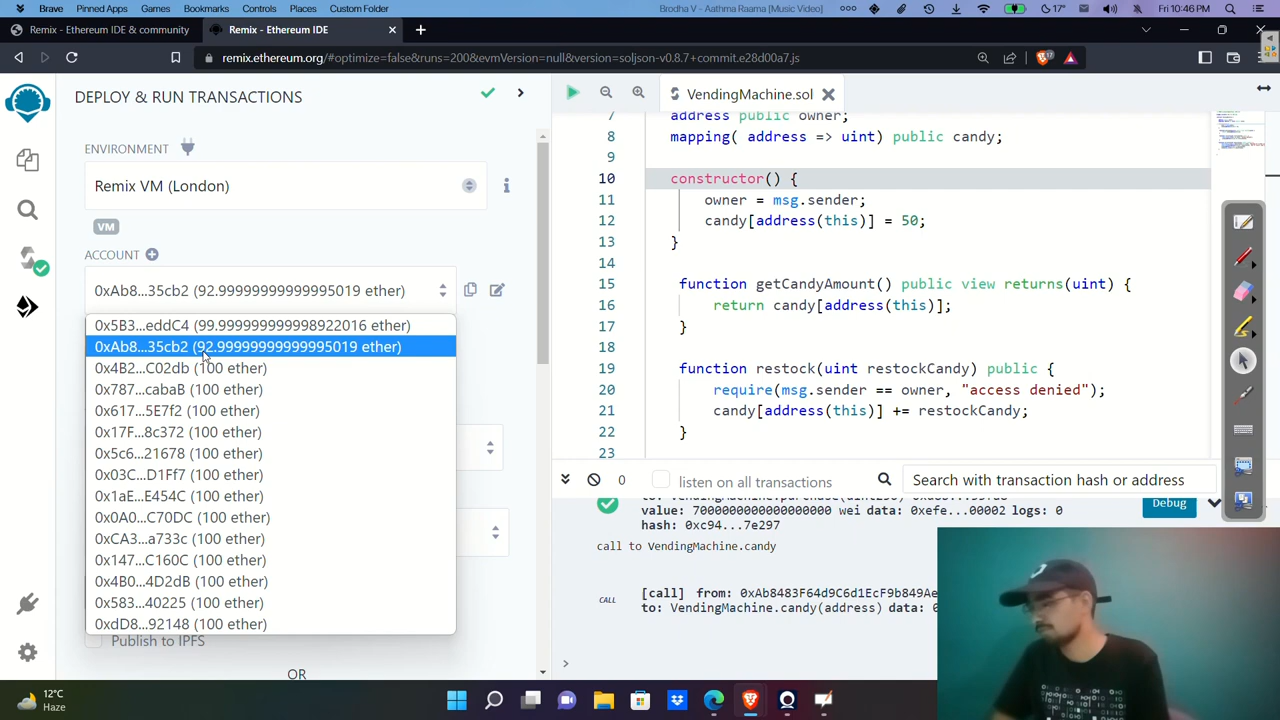 Brave Pinned Apps Games Bookmarks Controls Places Custom Folder
Brodha V - Aathma Raama [Music Video]
17° Fri 10:46 PM
Remix - Ethereum IDE & community
Remix - Ethereum IDE
remix.ethereum.org/#optimize=false&runs=200&evmVersion=null&version=soljson-v0.8.7+commit.e28d00a7.js
DEPLOY & RUN TRANSACTIONS
ENVIRONMENT
Remix VM (London)
VM
ACCOUNT
0xAb8...35cb2 (92.99999999999995019 ether)
0x5B3...eddC4 (99.999999999998922016 ether)
0xAb8...35cb2 (92.99999999999995019 ether)
0x4B2...C02db (100 ether)
0x787...cabaB (100 ether)
0x617...5E7f2 (100 ether)
0x17F...8c372 (100 ether)
0x5c6...21678 (100 ether)
0x03C...D1Ff7 (100 ether)
0x1aE...E454C (100 ether)
0x0A0...C70DC (100 ether)
0xCA3...a733c (100 ether)
0x147...C160C (100 ether)
0x4B0...4D2dB (100 ether)
0x583...40225 (100 ether)
0xdD8...92148 (100 ether)
Publish to IPFS
OR
VendingMachine.sol
7 address public owner;
8 mapping( address => uint) public candy;
9
10 constructor() {
11 owner = msg.sender;
12 candy[address(this)] = 50;
13 }
14
15 function getCandyAmount() public view returns(uint) {
16 return candy[address(this)];
17 }
18
19 function restock(uint restockCandy) public {
20 require(msg.sender == owner, "access denied");
21 candy[address(this)] += restockCandy;
22 }
23
0 listen on all transactions Search with transaction hash or address
value: 7000000000000000000 wei data: 0xefe...00002 logs: 0
hash: 0xc94...7e297
Debug
call to VendingMachine.candy
CALL [call] from: 0xAb8483F64d9C6d1EcF9b849Ae
to: VendingMachine.candy(address) data:
12°C
Haze